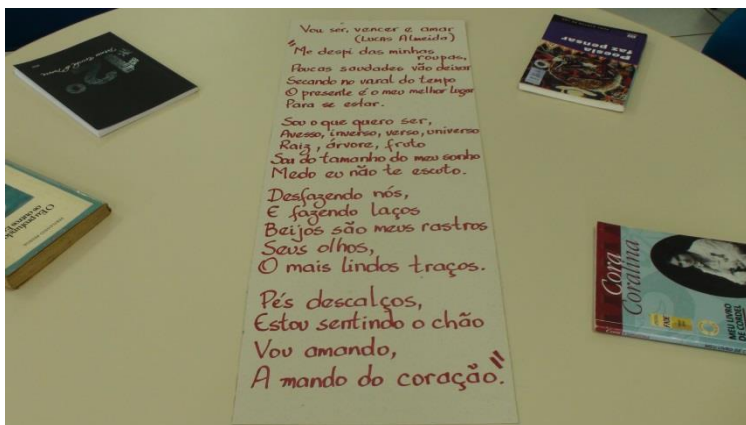 Vou ser, vencer e amar
(Lucas Almeida)
"Me despi das minhas
roupas,
Poucas saudades vão deixar
Secando no varal do tempo
O presente é o meu melhor lugar
Para se estar.
Sou o que quero ser,
Avesso, inverso, verso, universo
Raiz, árvore, fruto
Sou do tamanho do meu sonho
Medo eu não te escuto.
Desfazendo nós,
E fazendo laços
Beijos são meus rastros
Seus olhos,
O mais lindos traços.
Pés descalços,
Estou sentindo o chão
Vou amando,
A mando do coração."
Poesia
faz pensar
Cora
Coralina
MEU LIVRO
DE CORDEL